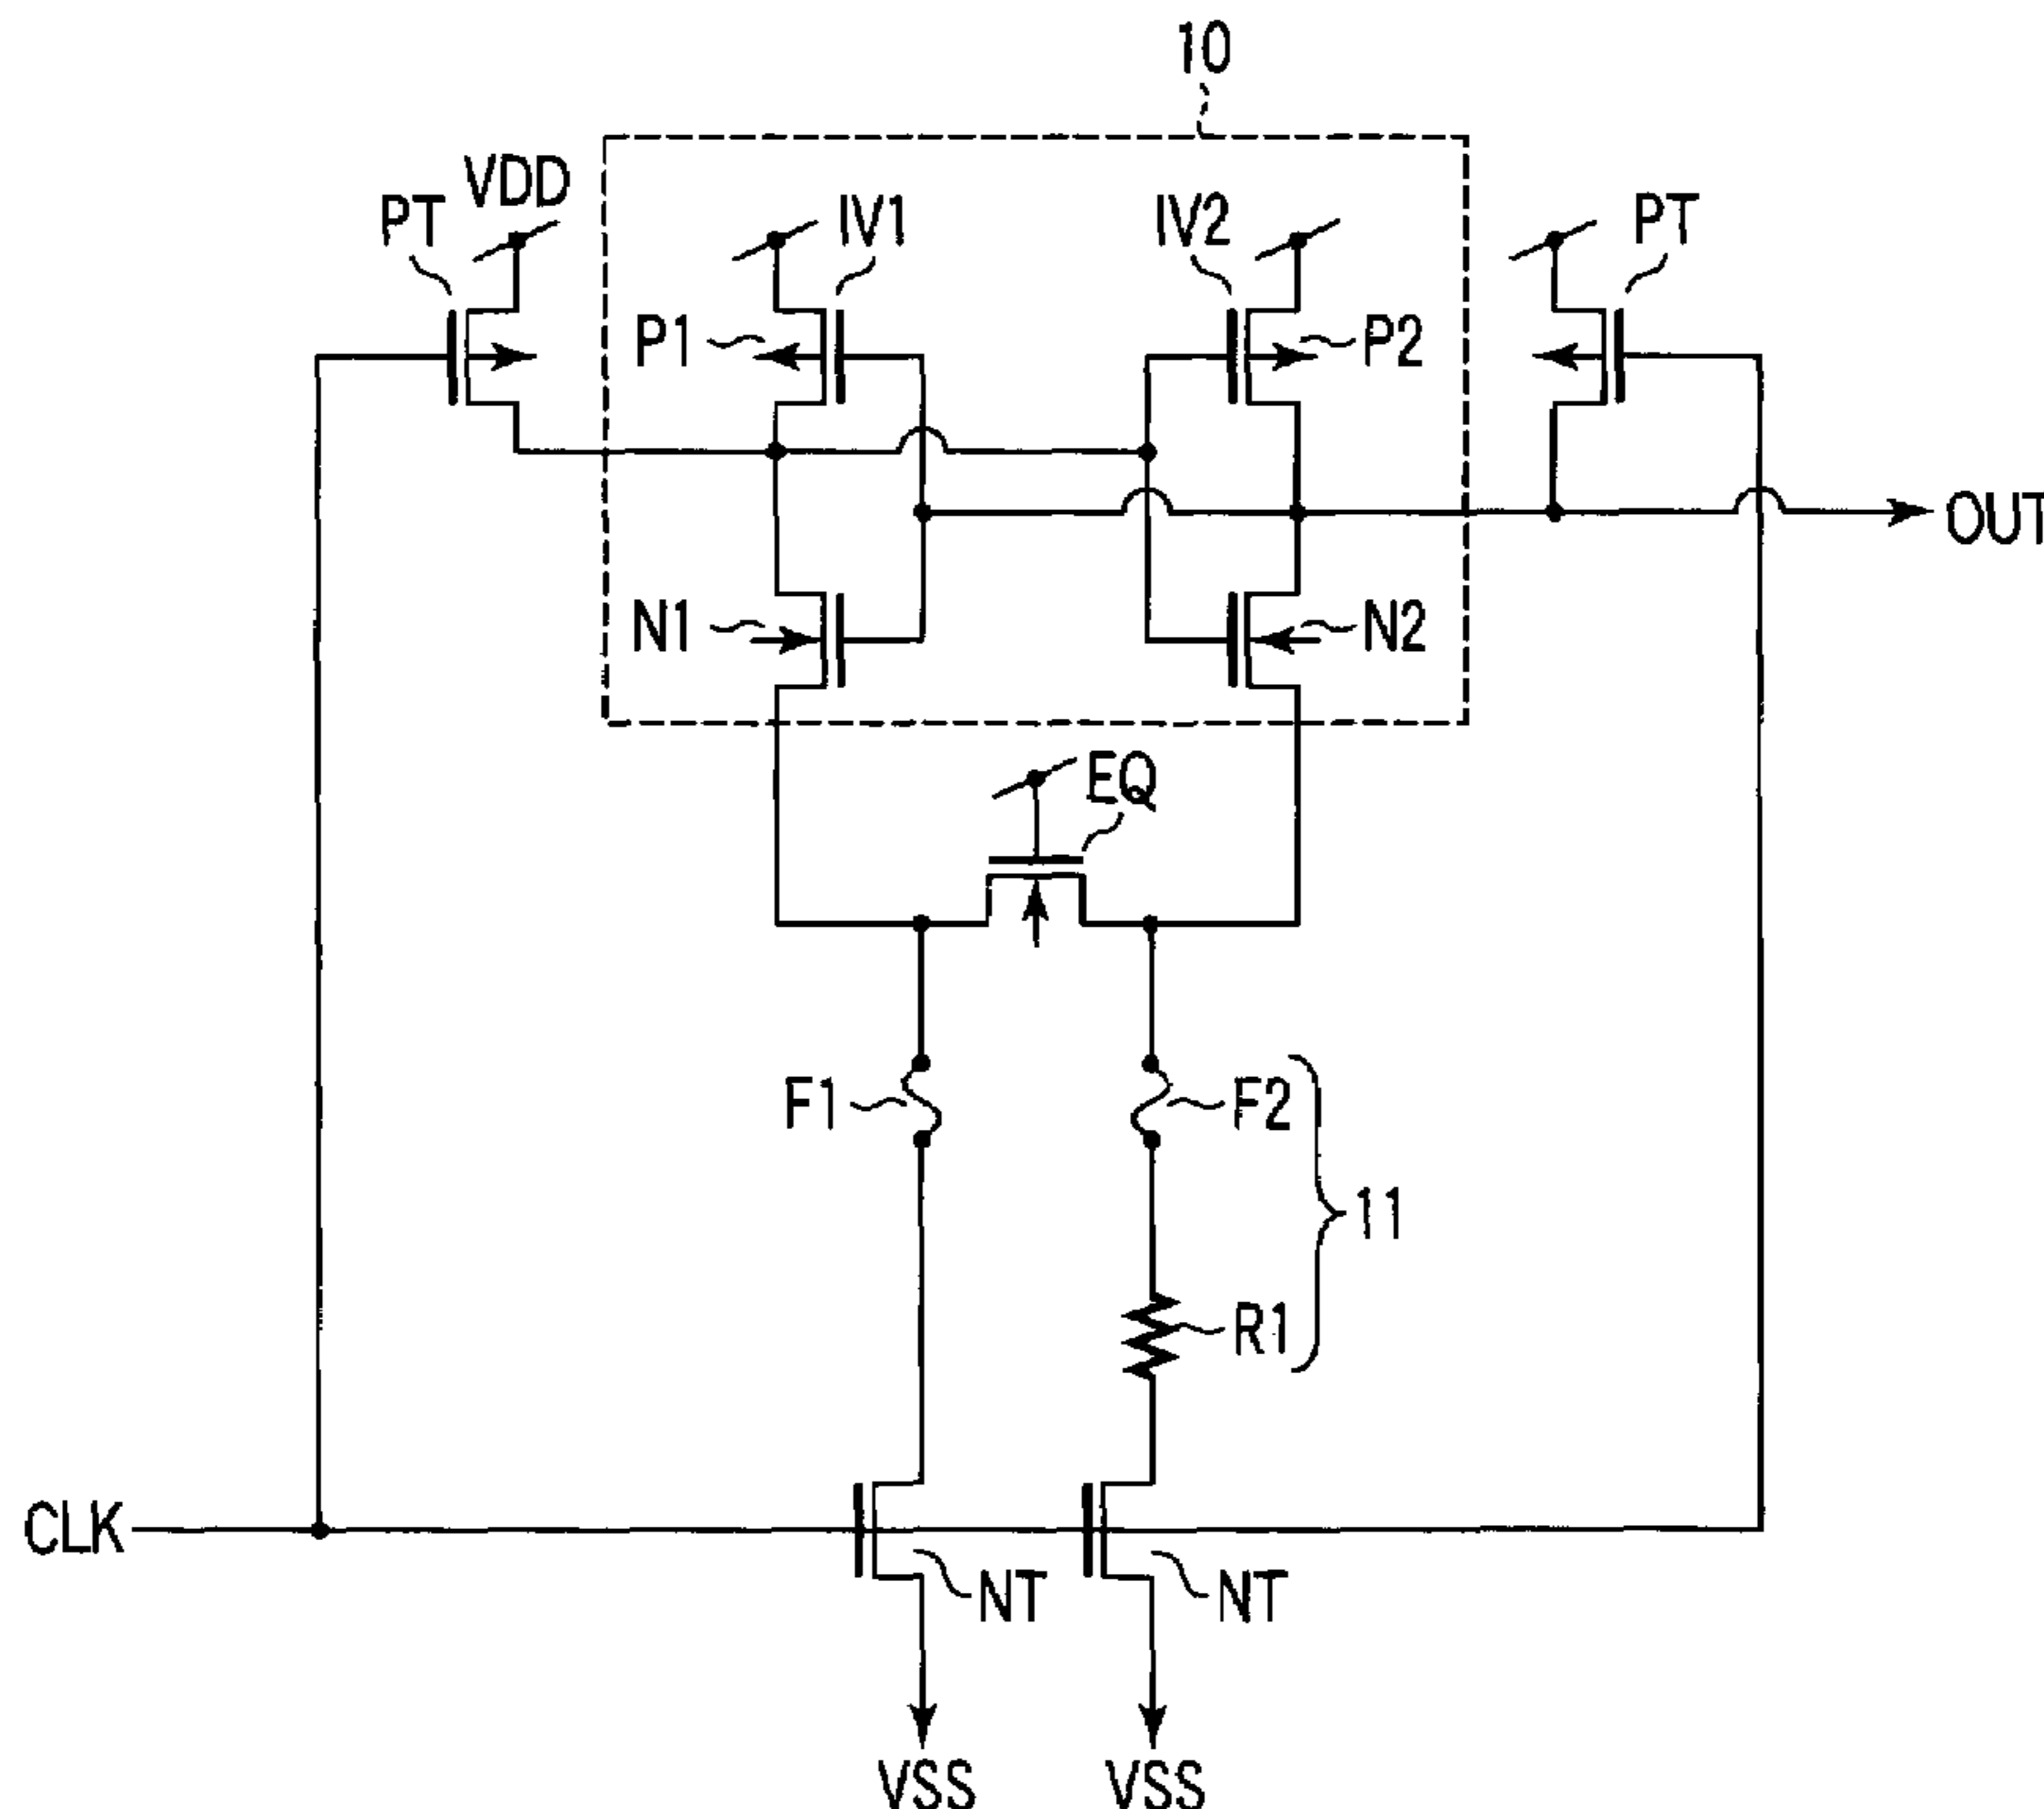 10
PT
VDD
IV1
IV2
PT
P1
P2
OUT
N1
N2
EQ
F1
F2
11
R1
CLK
NT
NT
VSS
VSS